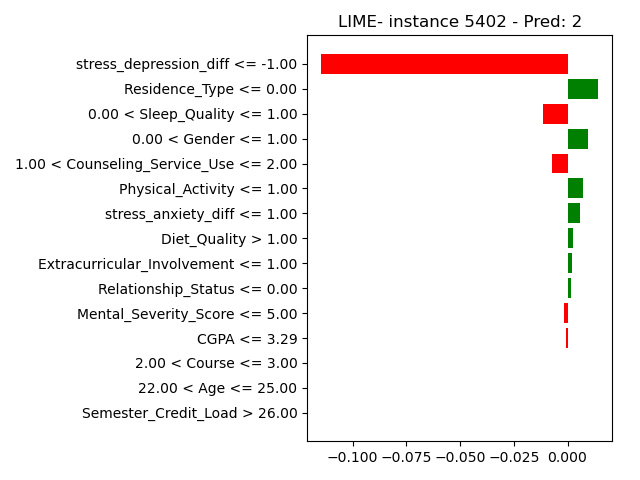 LIME- instance 5402 - Pred: 2
stress_depression_diff <= -1.00
Residence_Type <= 0.00
0.00 < Sleep_Quality <= 1.00
0.00 < Gender <= 1.00
1.00 < Counseling_Service_Use <= 2.00
Physical_Activity <= 1.00
stress_anxiety_diff <= 1.00
Diet_Quality > 1.00
Extracurricular_Involvement <= 1.00
Relationship_Status <= 0.00
Mental_Severity_Score <= 5.00
CGPA <= 3.29
2.00 < Course <= 3.00
22.00 < Age <= 25.00
Semester_Credit_Load > 26.00
−0.100 −0.075 −0.050 −0.025 0.000